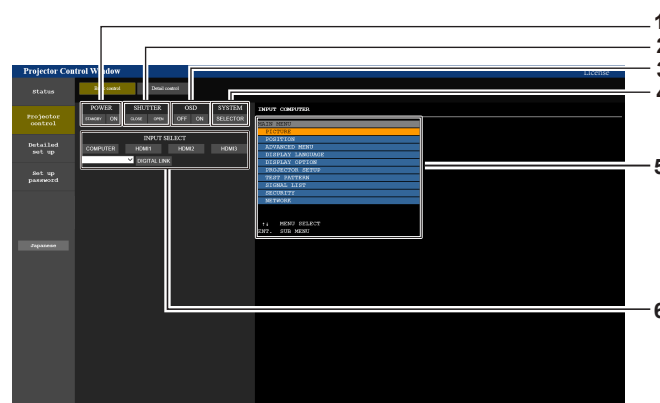 1
2
3
4
Projector Control Window
License
Status
Basic control
Detail control
POWER
SHUTTER
OSD
SYSTEM
STANDBY ON
CLOSE OPEN
OFF ON
SELECTOR
INPUT COMPUTER
Projector
control
MAIN MENU
PICTURE
POSITION
ADVANCED MENU
DISPLAY LANGUAGE
DISPLAY OPTION
PROJECTOR SETUP
TEST PATTERN
SIGNAL LIST
SECURITY
NETWORK
↑↓ MENU SELECT
ENT. SUB MENU
5
INPUT SELECT
COMPUTER HDMI1 HDMI2 HDMI3
DIGITAL LINK
Detailed
set up
Set up
password
Japanese
6